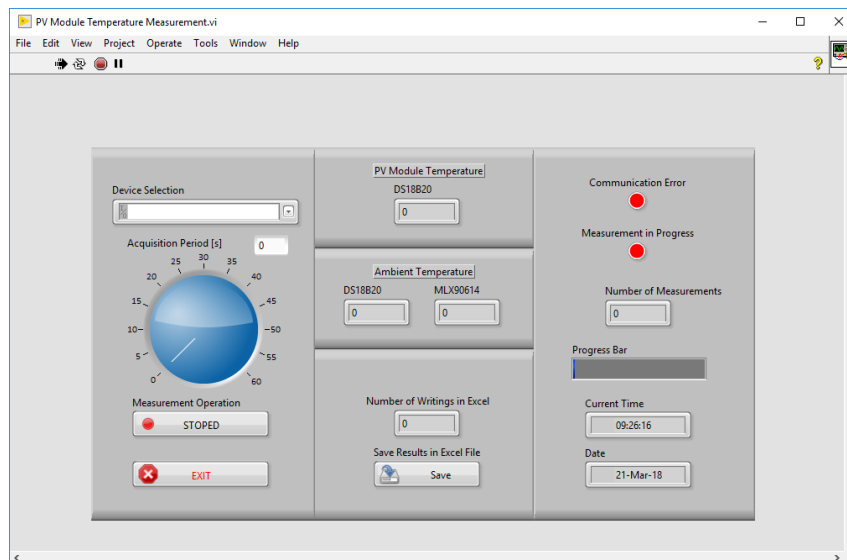 PV Module Temperature Measurement.vi
File Edit View Project Operate Tools Window Help
Device Selection
Acquisition Period [s]
0
0
5
10
15
20
25
30
35
40
45
50
55
60
Measurement Operation
STOPED
EXIT
PV Module Temperature
DS18B20
0
Ambient Temperature
DS18B20 MLX90614
0 0
Number of Writings in Excel
0
Save Results in Excel File
Save
Communication Error
Measurement in Progress
Number of Measurements
0
Progress Bar
Current Time
09:26:16
Date
21-Mar-18